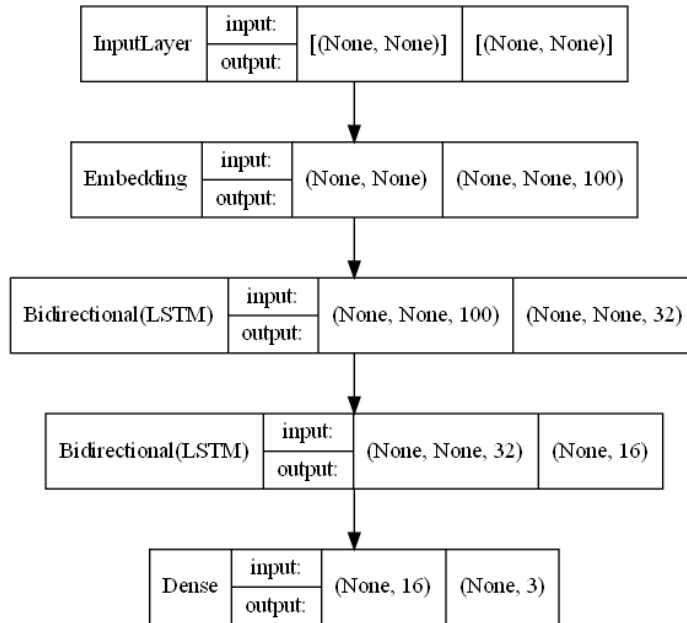 InputLayer
input:
output:
[(None, None)]
[(None, None)]
Embedding
input:
output:
(None, None)
(None, None, 100)
Bidirectional(LSTM)
input:
output:
(None, None, 100)
(None, None, 32)
Bidirectional(LSTM)
input:
output:
(None, None, 32)
(None, 16)
Dense
input:
output:
(None, 16)
(None, 3)